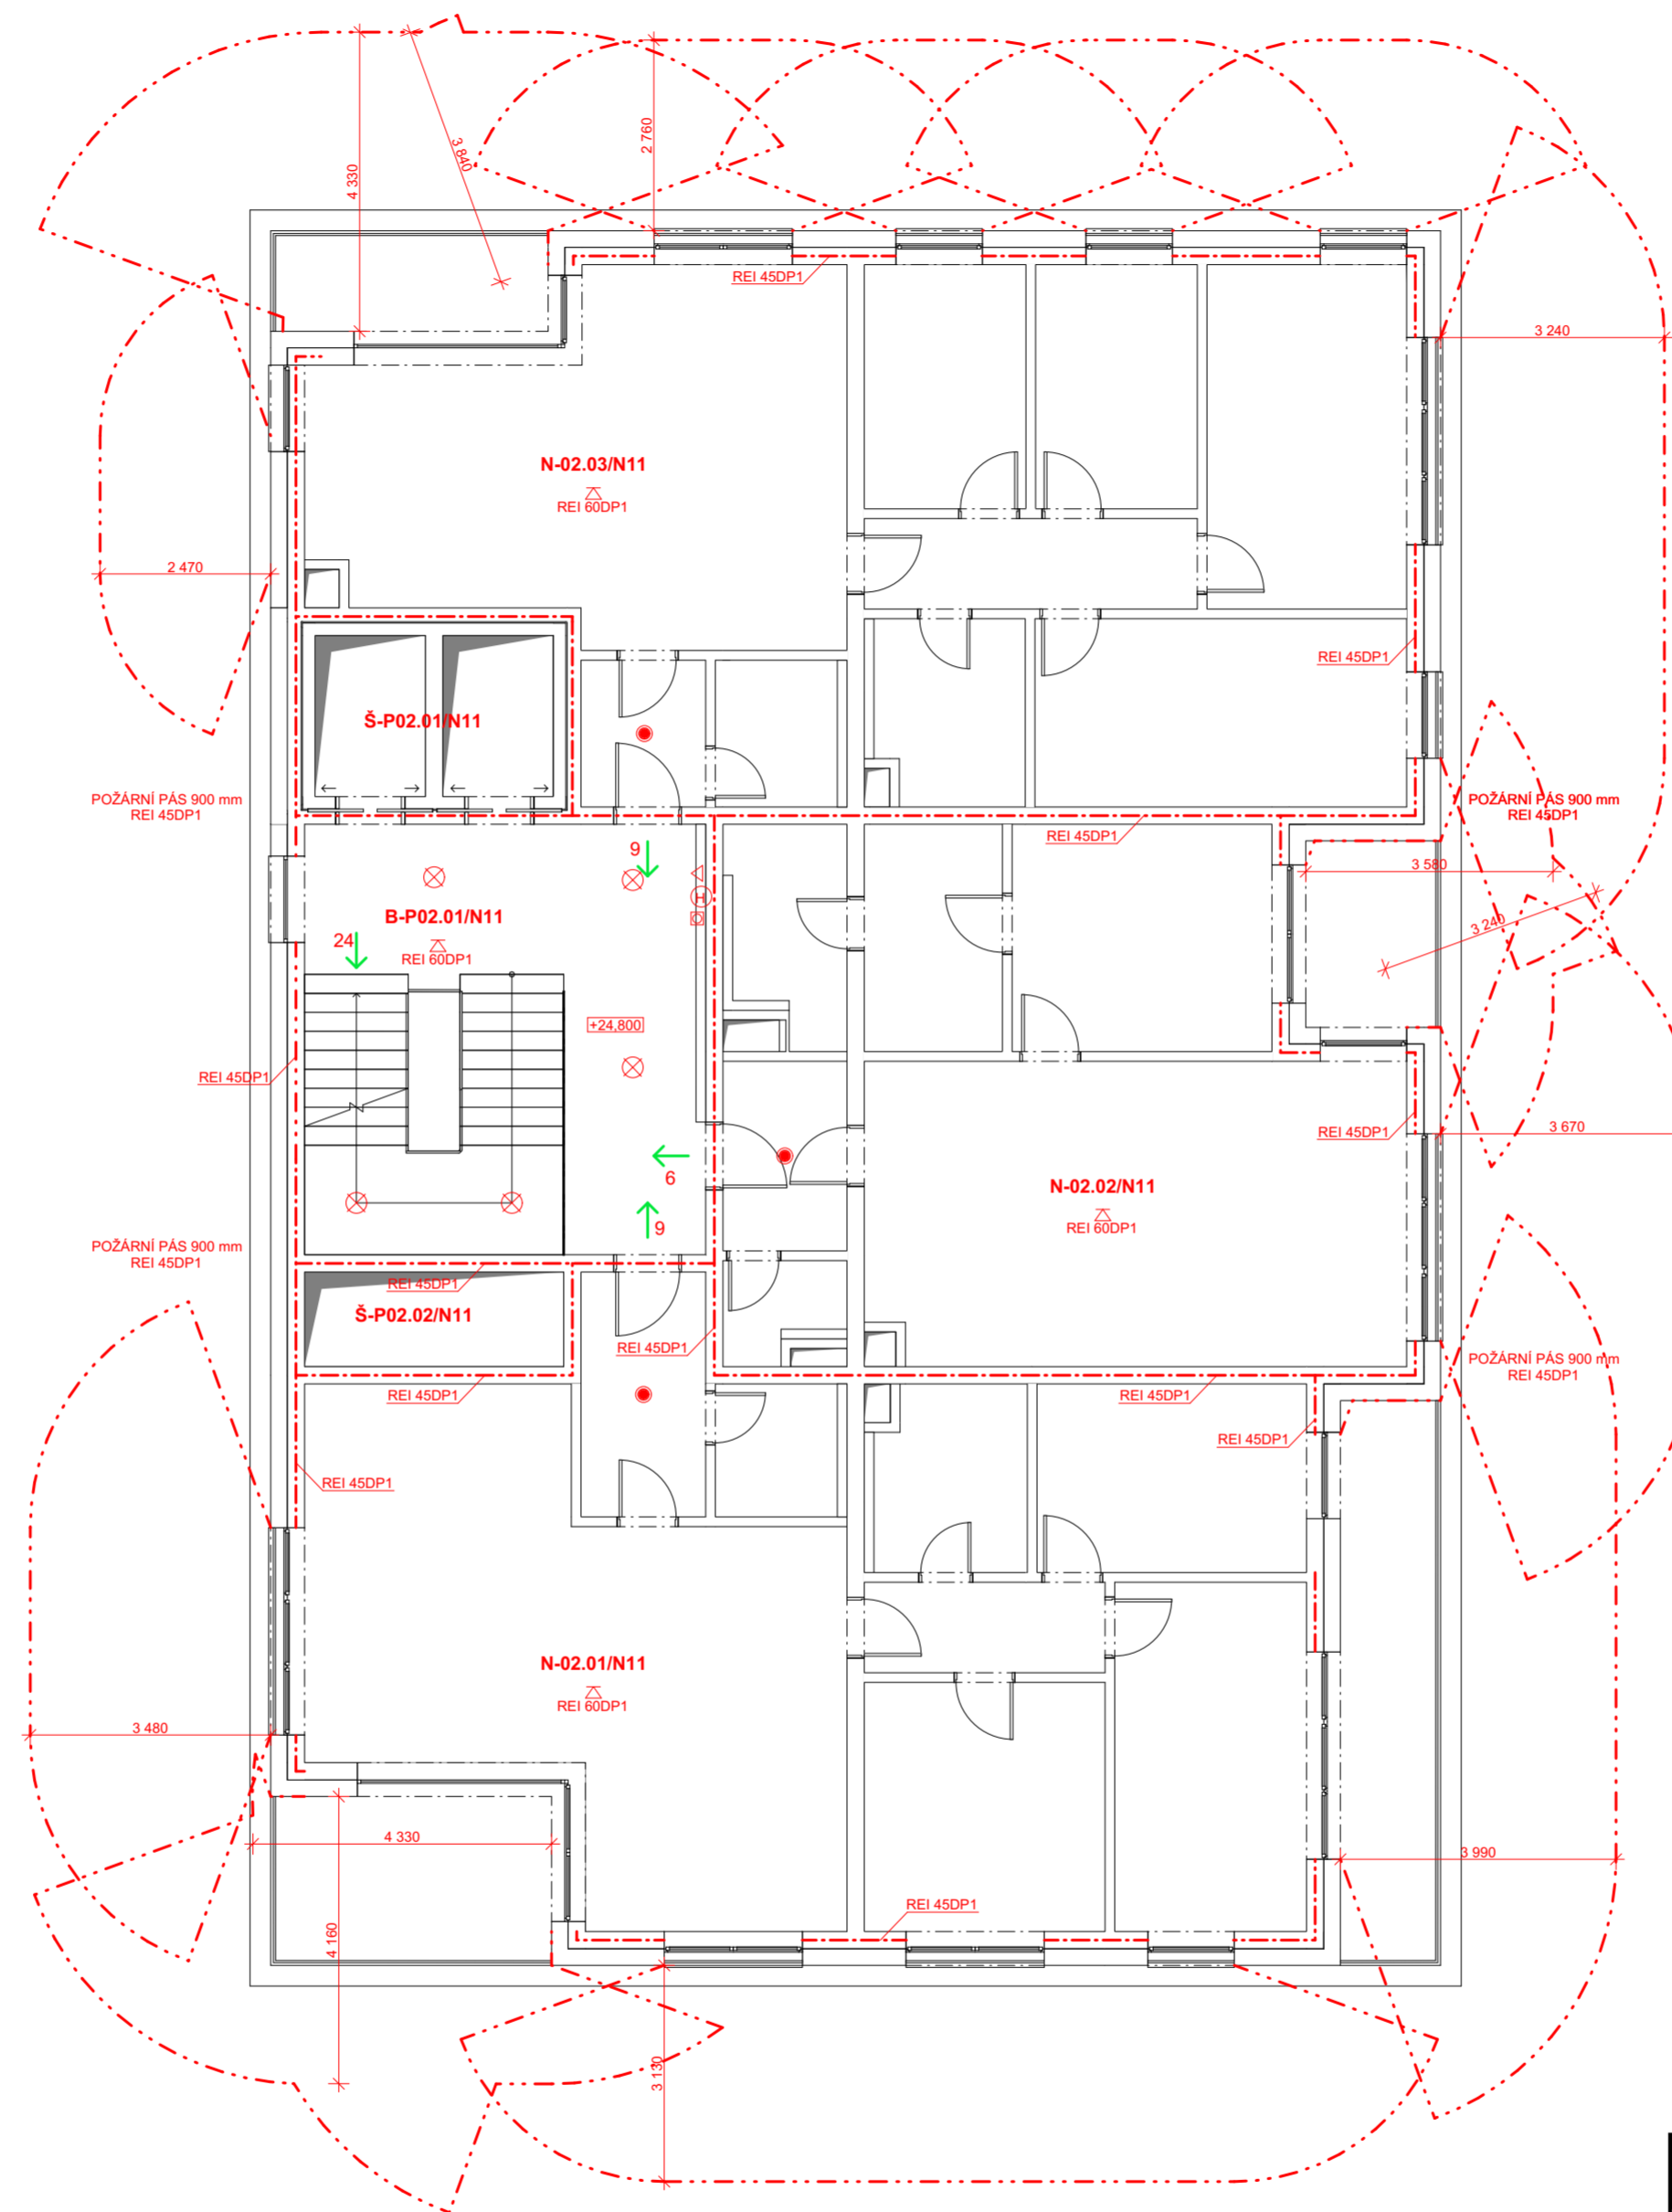 3 840
2 760
4 330
REI 45DP1
3 240
N-02.03/N11
REI 60DP1
2 470
REI 45DP1
Š-P02.01/N11
POŽÁRNÍ PÁS 900 mm
REI 45DP1
POŽÁRNÍ PÁS 900 mm
REI 45DP1
REI 45DP1
9
3 580
H
B-P02.01/N11
3 240
24
REI 60DP1
+24,800
REI 45DP1
REI 45DP1
3 670
6
N-02.02/N11
9
REI 60DP1
POŽÁRNÍ PÁS 900 mm
REI 45DP1
REI 45DP1
Š-P02.02/N11
REI 45DP1
POŽÁRNÍ PÁS 900 mm
REI 45DP1
REI 45DP1
REI 45DP1
REI 45DP1
REI 45DP1
N-02.01/N11
REI 60DP1
3 480
4 330
3 990
REI 45DP1
4 160
3 130